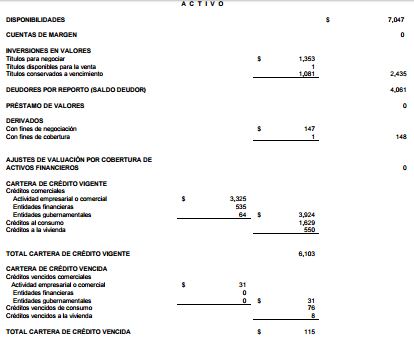 ACTIVO
DISPONIBILIDADES $ 7,047
CUENTAS DE MARGEN 0
INVERSIONES EN VALORES
Títulos para negociar $ 1,353
Títulos disponibles para la venta 1
Títulos conservados a vencimiento 1,081 2,435
DEUDORES POR REPORTO (SALDO DEUDOR) 4,061
PRÉSTAMO DE VALORES 0
DERIVADOS
Con fines de negociación $ 147
Con fines de cobertura 1 148
AJUSTES DE VALUACIÓN POR COBERTURA DE
ACTIVOS FINANCIEROS 0
CARTERA DE CRÉDITO VIGENTE
Créditos comerciales
Actividad empresarial o comercial $ 3,325
Entidades financieras 535
Entidades gubernamentales 64 $ 3,924
Créditos al consumo 1,629
Créditos a la vivienda 550
TOTAL CARTERA DE CRÉDITO VIGENTE 6,103
CARTERA DE CRÉDITO VENCIDA
Créditos vencidos comerciales
Actividad empresarial o comercial $ 31
Entidades financieras 0
Entidades gubernamentales 0 $ 31
Créditos vencidos de consumo 76
Créditos vencidos a la vivienda 8
TOTAL CARTERA DE CRÉDITO VENCIDA $ 115